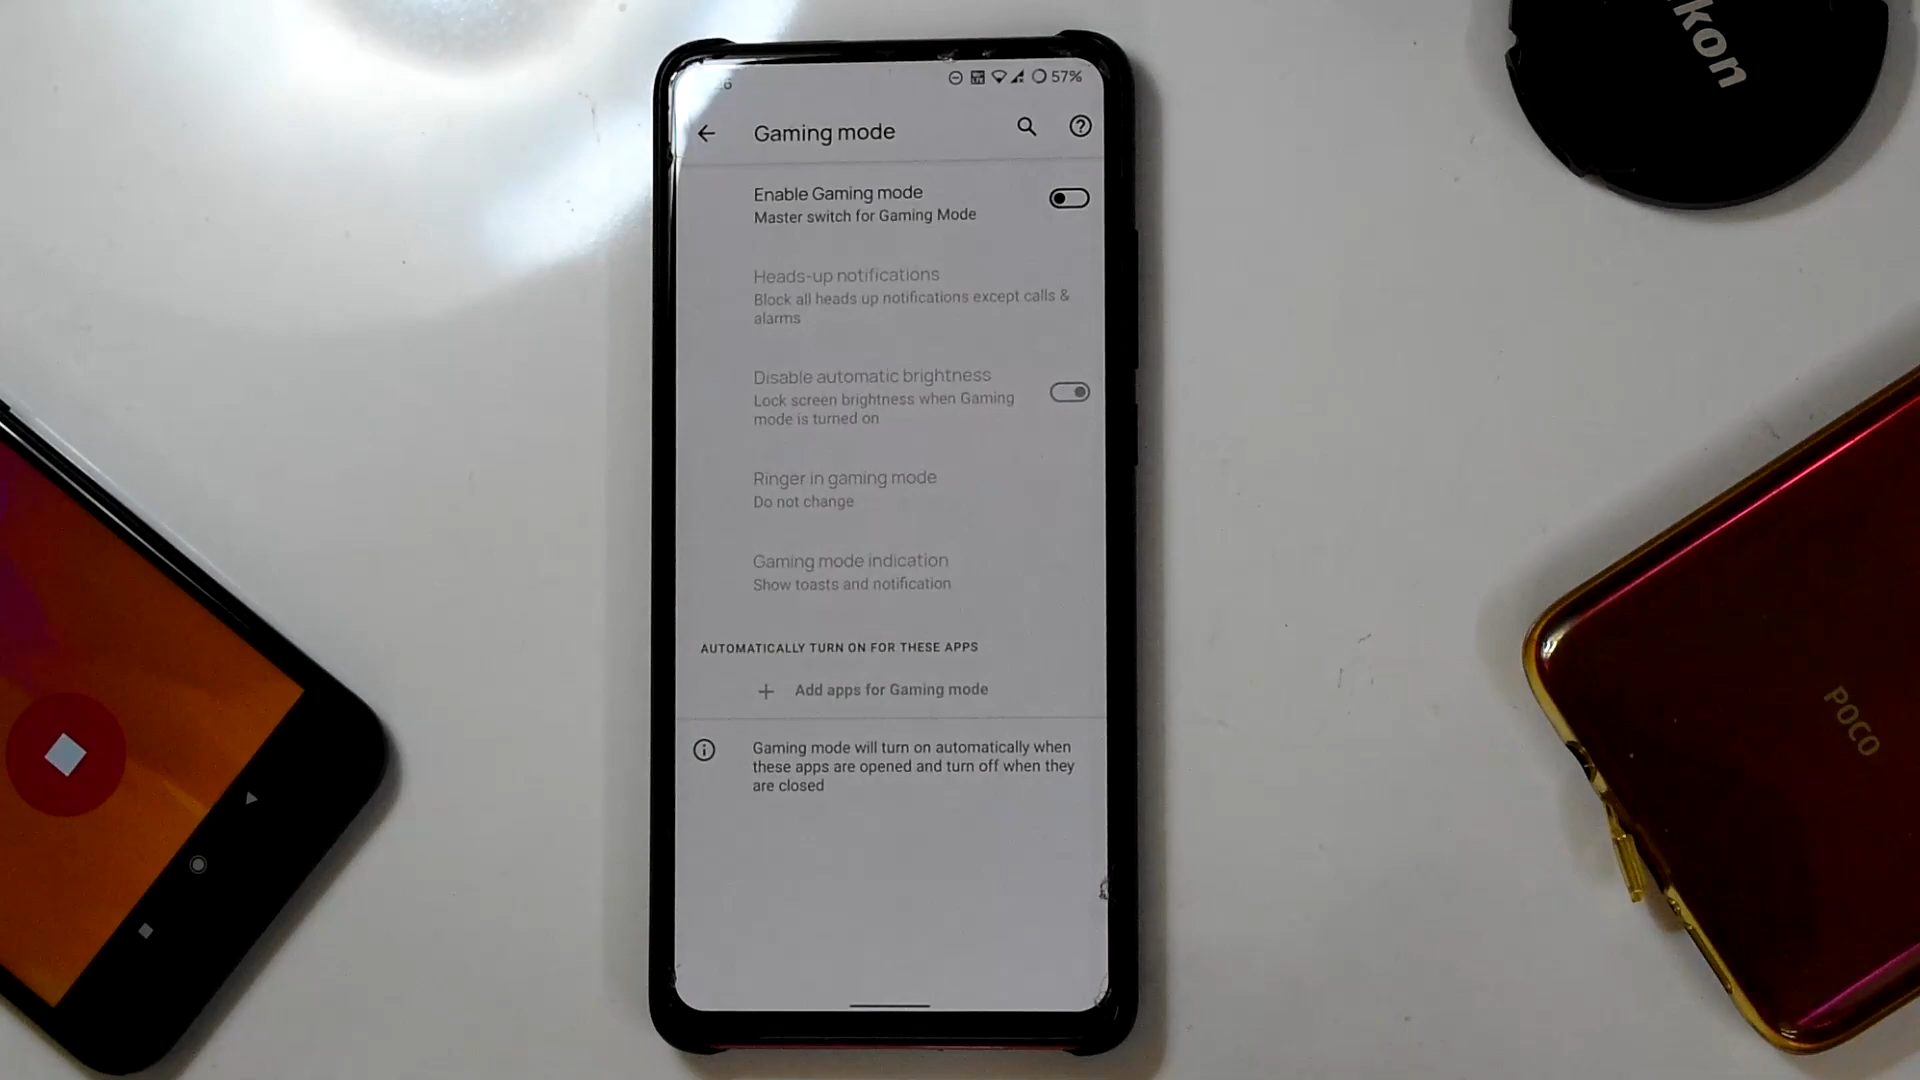 57%
Gaming mode
Enable Gaming mode
Master switch for Gaming Mode
Heads-up notifications
Block all heads up notifications except calls &
alarms
Disable automatic brightness
Lock screen brightness when Gaming
mode is turned on
Ringer in gaming mode
Do not change
Gaming mode indication
Show toasts and notification
AUTOMATICALLY TURN ON FOR THESE APPS
+ Add apps for Gaming mode
Gaming mode will turn on automatically when
these apps are opened and turn off when they
are closed
kon
POCO